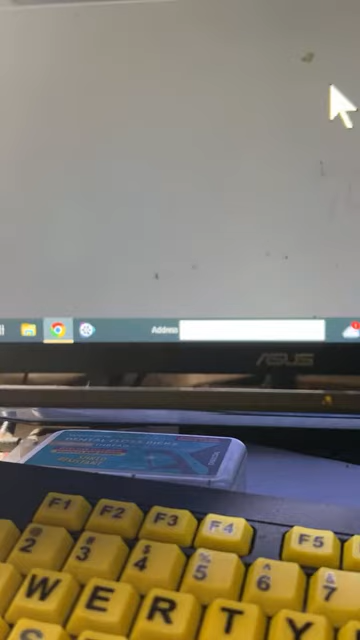 Address
ASUS
F1 F2 F3 F4 F5
@ # $ % ^ &
2 3 4 5 6 7
W E R T Y
S